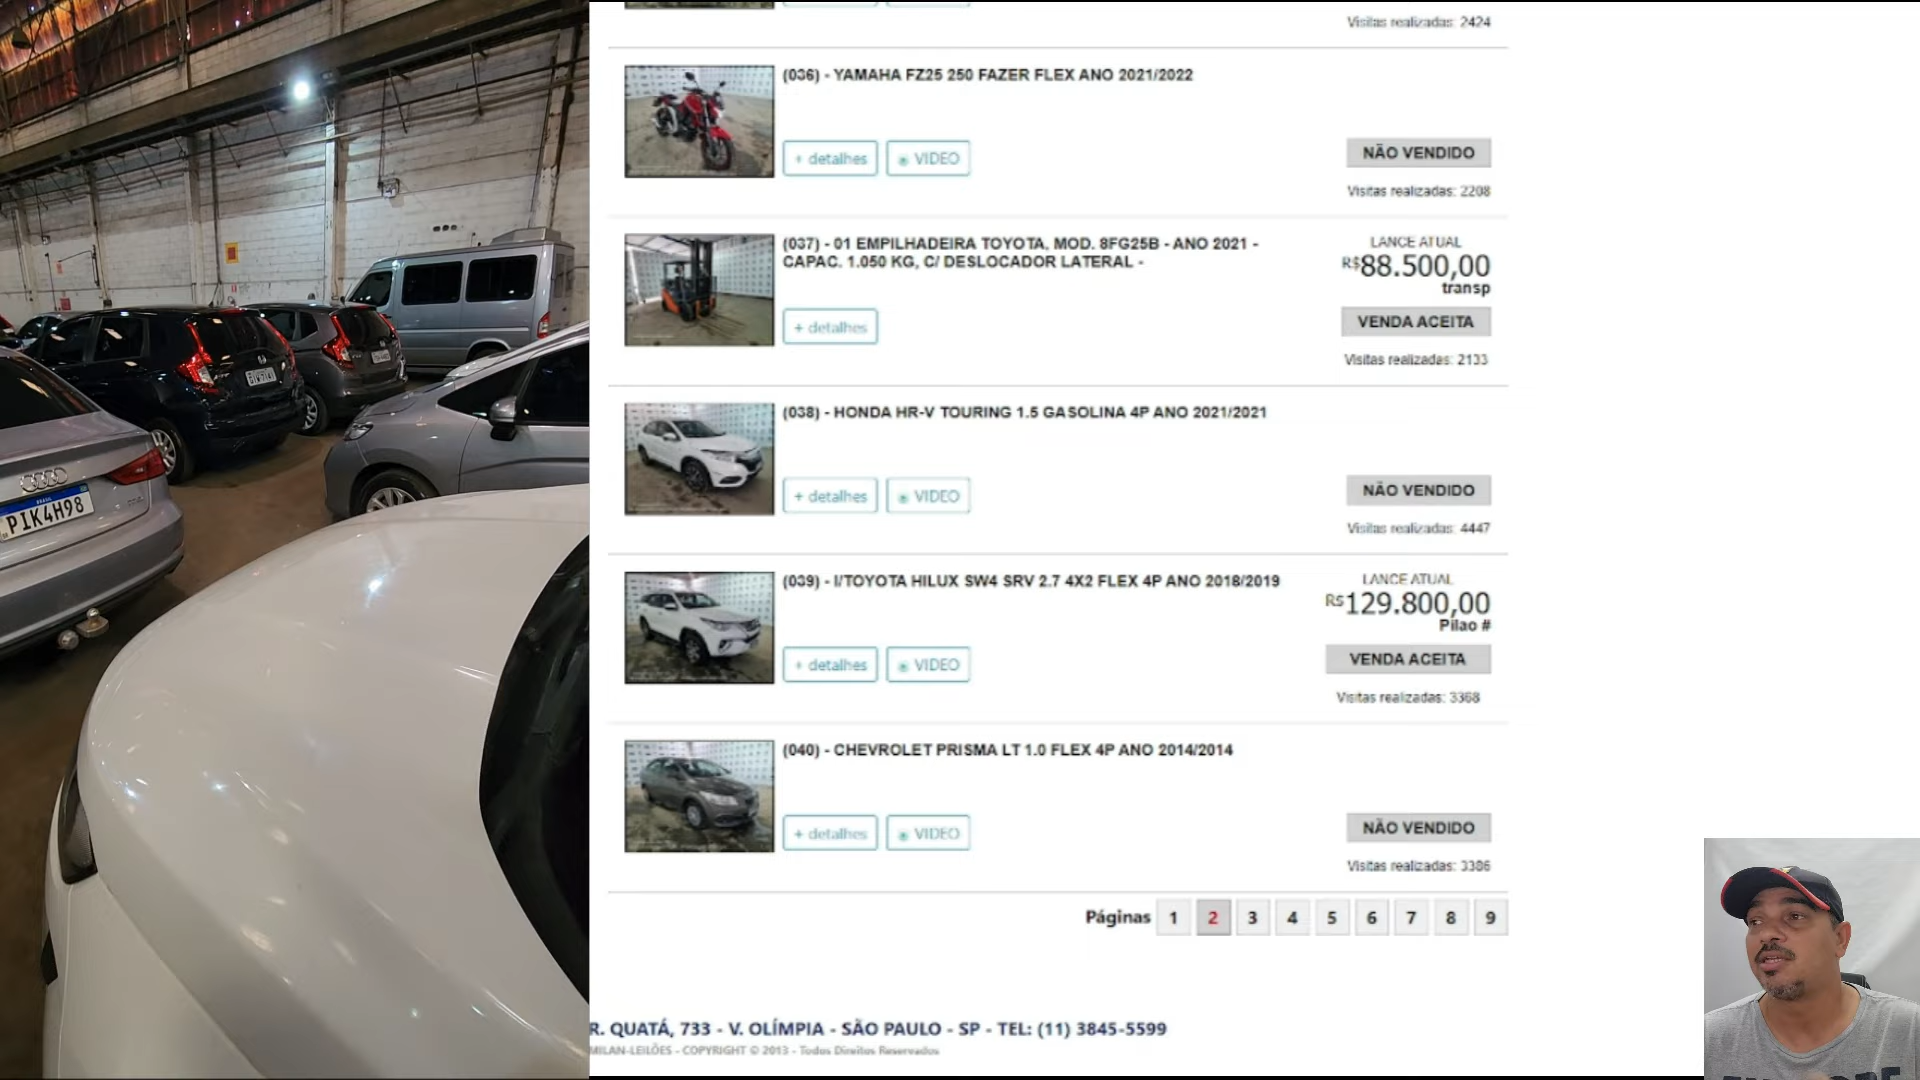 Visitas realizadas: 2424
(036) - YAMAHA FZ25 250 FAZER FLEX ANO 2021/2022
+ detalhes
VIDEO
NÃO VENDIDO
Visitas realizadas: 2208
(037) - 01 EMPILHADEIRA TOYOTA, MOD. 8FG25B - ANO 2021 -
CAPAC. 1.050 KG, C/ DESLOCADOR LATERAL -
+ detalhes
LANCE ATUAL
R$88.500,00
transp
VENDA ACEITA
Visitas realizadas: 2133
(038) - HONDA HR-V TOURING 1.5 GASOLINA 4P ANO 2021/2021
+ detalhes
VIDEO
NÃO VENDIDO
Visitas realizadas: 4447
(039) - I/TOYOTA HILUX SW4 SRV 2.7 4X2 FLEX 4P ANO 2018/2019
+ detalhes
VIDEO
LANCE ATUAL
R$129.800,00
Pilao #
VENDA ACEITA
Visitas realizadas: 3368
(040) - CHEVROLET PRISMA LT 1.0 FLEX 4P ANO 2014/2014
+ detalhes
VIDEO
NÃO VENDIDO
Visitas realizadas: 3386
Páginas 1 2 3 4 5 6 7 8 9
R. QUATÁ, 733 - V. OLÍMPIA - SÃO PAULO - SP - TEL: (11) 3845-5599
MILAN-LEILÕES - COPYRIGHT © 2013 - Todos Direitos Reservados
BRASIL
PIK4H98